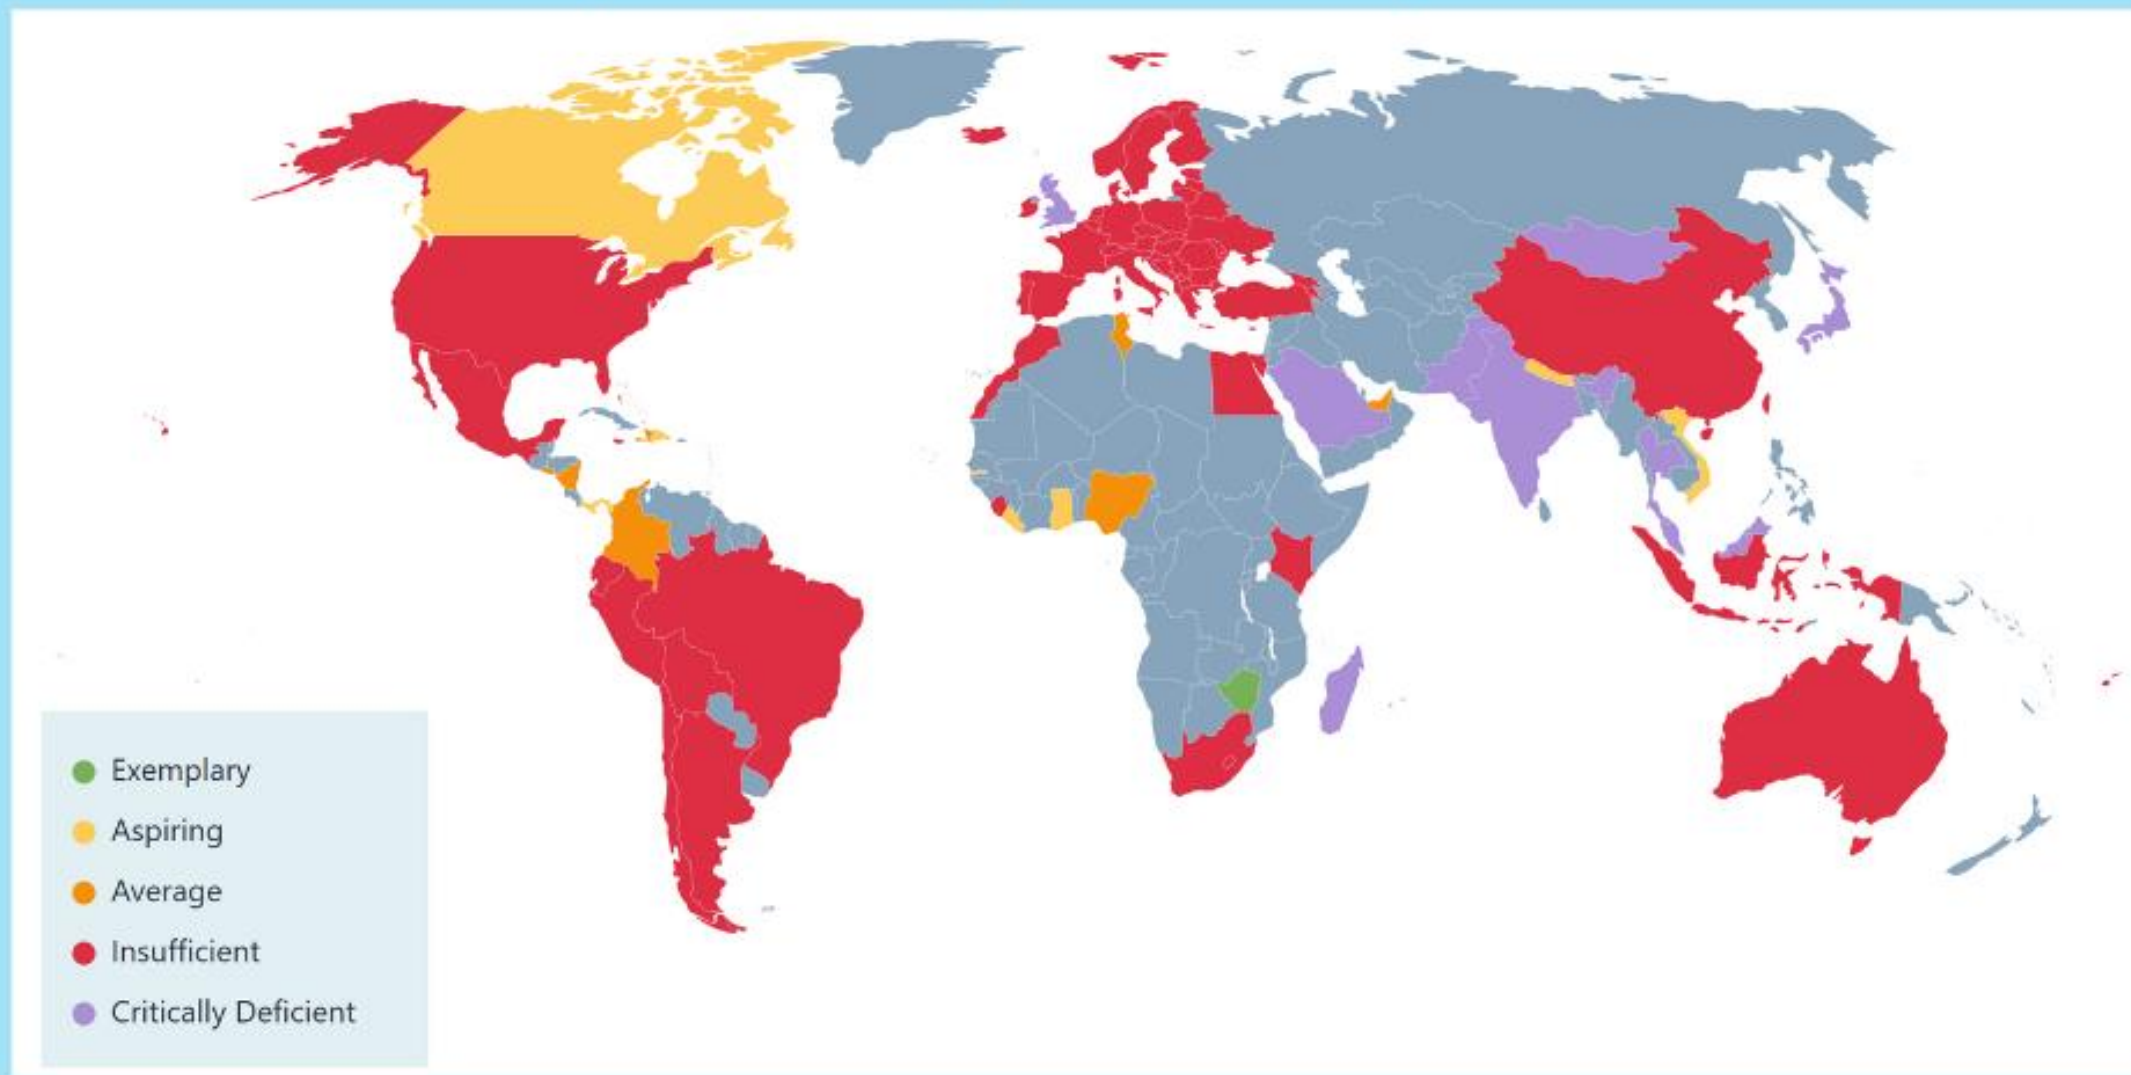 Exemplary
Aspiring
Average
Insufficient
Critically Deficient